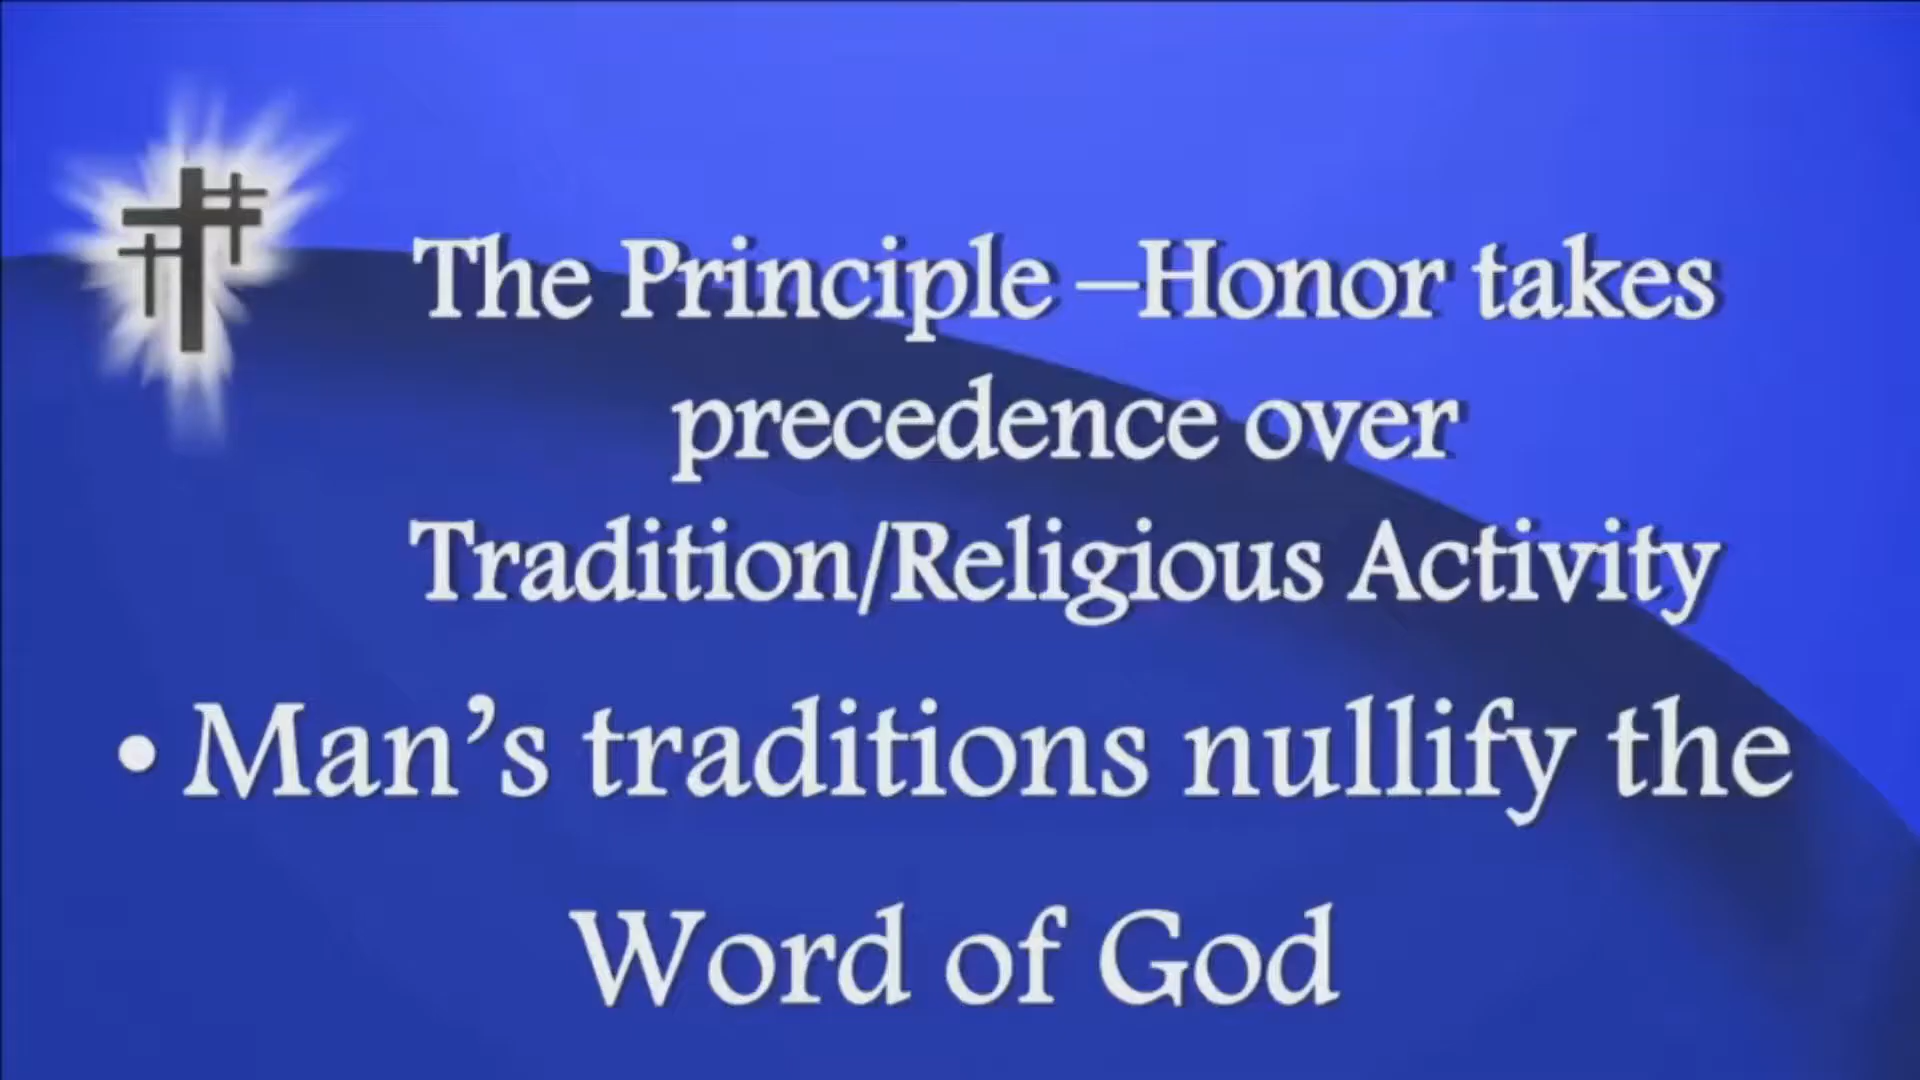 The Principle –Honor takes
precedence over
Tradition/Religious Activity
• Man’s traditions nullify the
Word of God